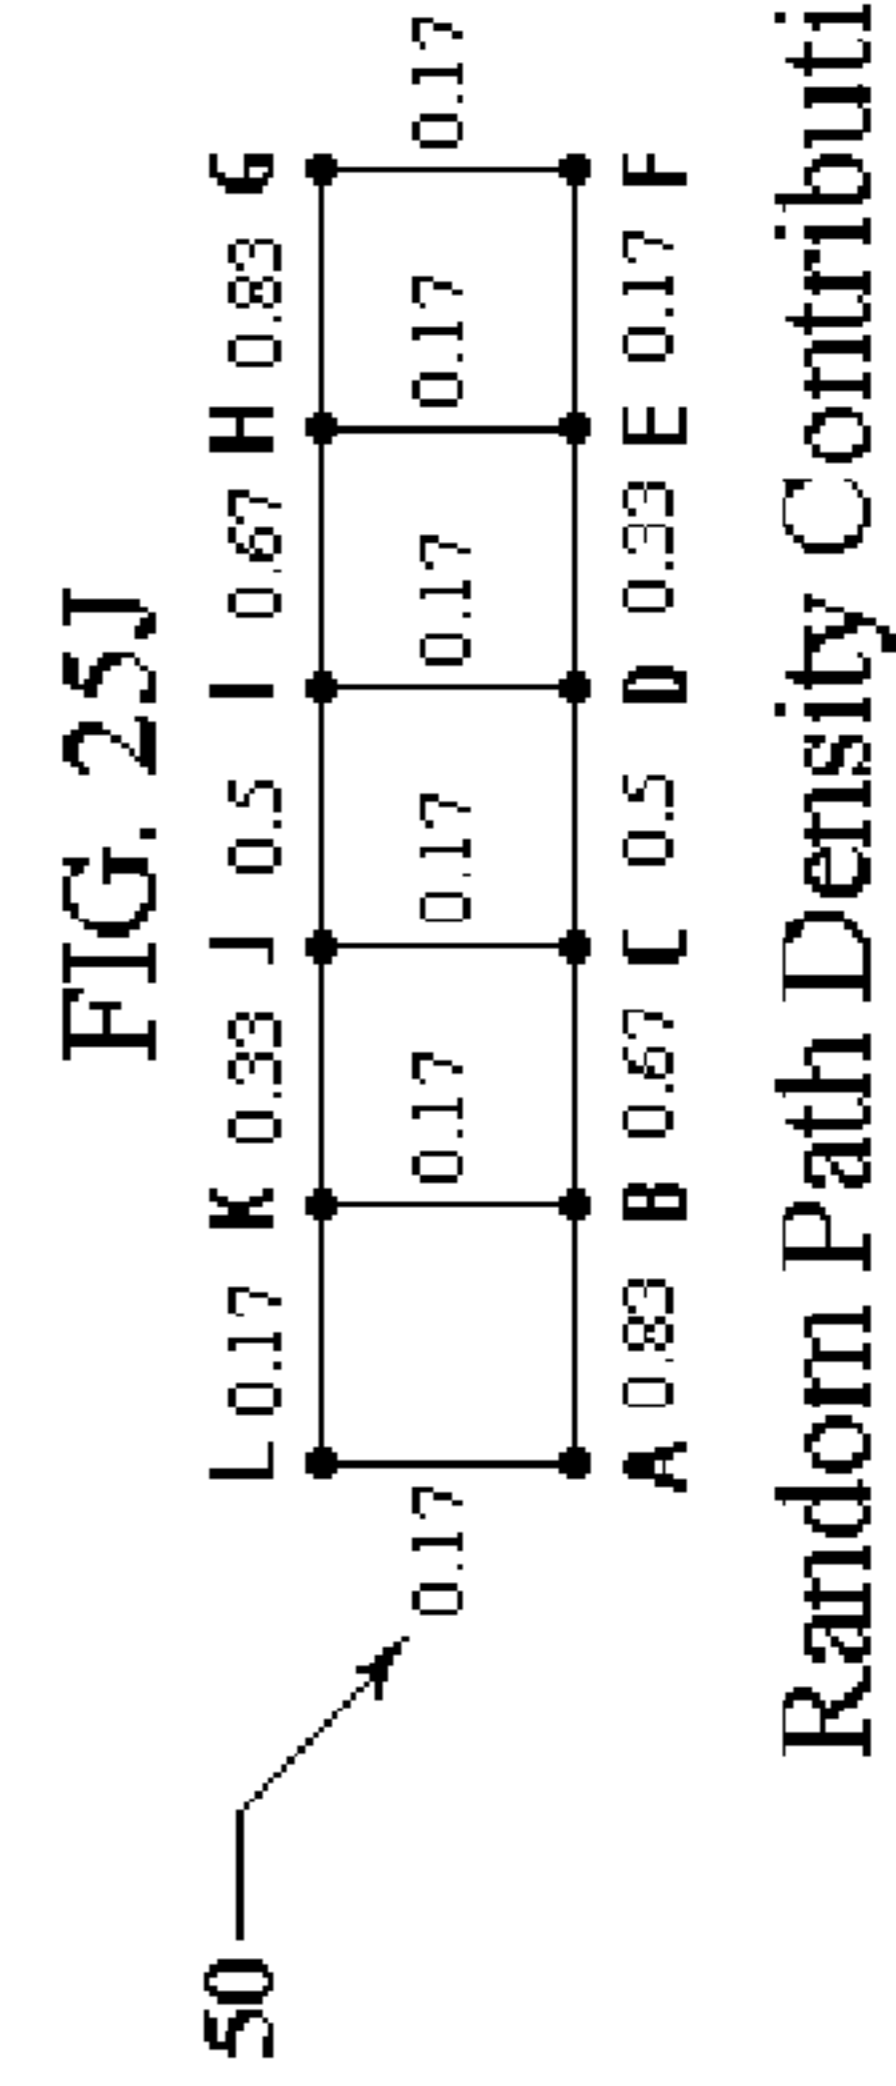 FIG. 25J
50 L 0.17 K 0.33 J 0.5 I 0.67 H 0.83 G
0.17 0.17 0.17 0.17 0.17 0.17
A 0.83 B 0.67 C 0.5 D 0.33 E 0.17 F
Random Path Density Contributi